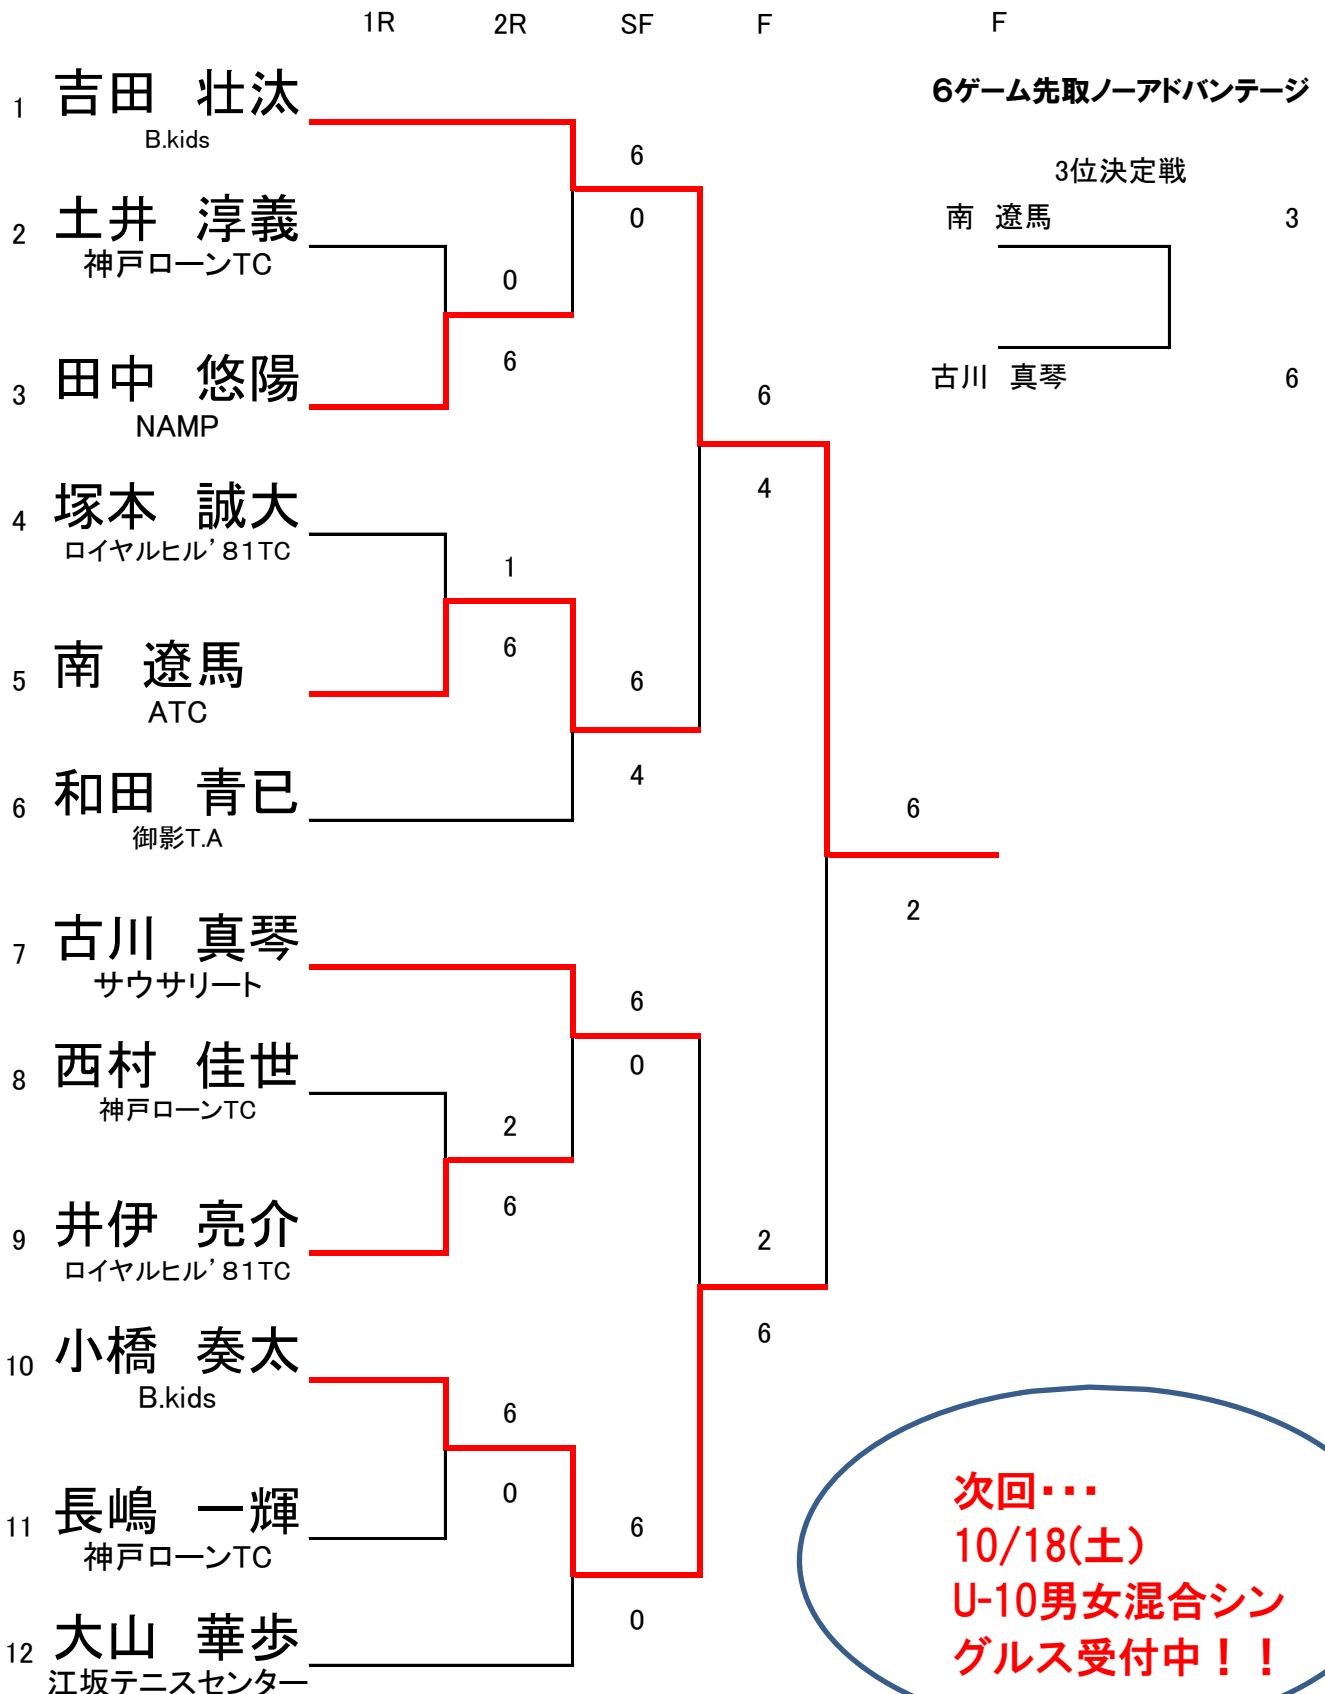 1R 2R SF F F
1 吉田 壮汰
B.kids
6ゲーム先取ノーアドバンテージ
6
3位決定戦
0
南 遼馬 3
2 土井 淳義
神戸ローンTC
0
6
3 田中 悠陽
NAMP
古川 真琴 6
6
4
4 塚本 誠大
ロイヤルヒル’81TC
1
6
5 南 遼馬
ATC
6
4
6 和田 青已
御影T.A
6
2
7 古川 真琴
サウサリート
6
0
8 西村 佳世
神戸ローンTC
2
6
9 井伊 亮介
ロイヤルヒル’81TC
2
6
10 小橋 奏太
B.kids
6
0
11 長嶋 一輝
神戸ローンTC
6
0
12 大山 華歩
江坂テニスセンター
次回・・・
10/18(土)
U-10男女混合シン
グルス受付中！！